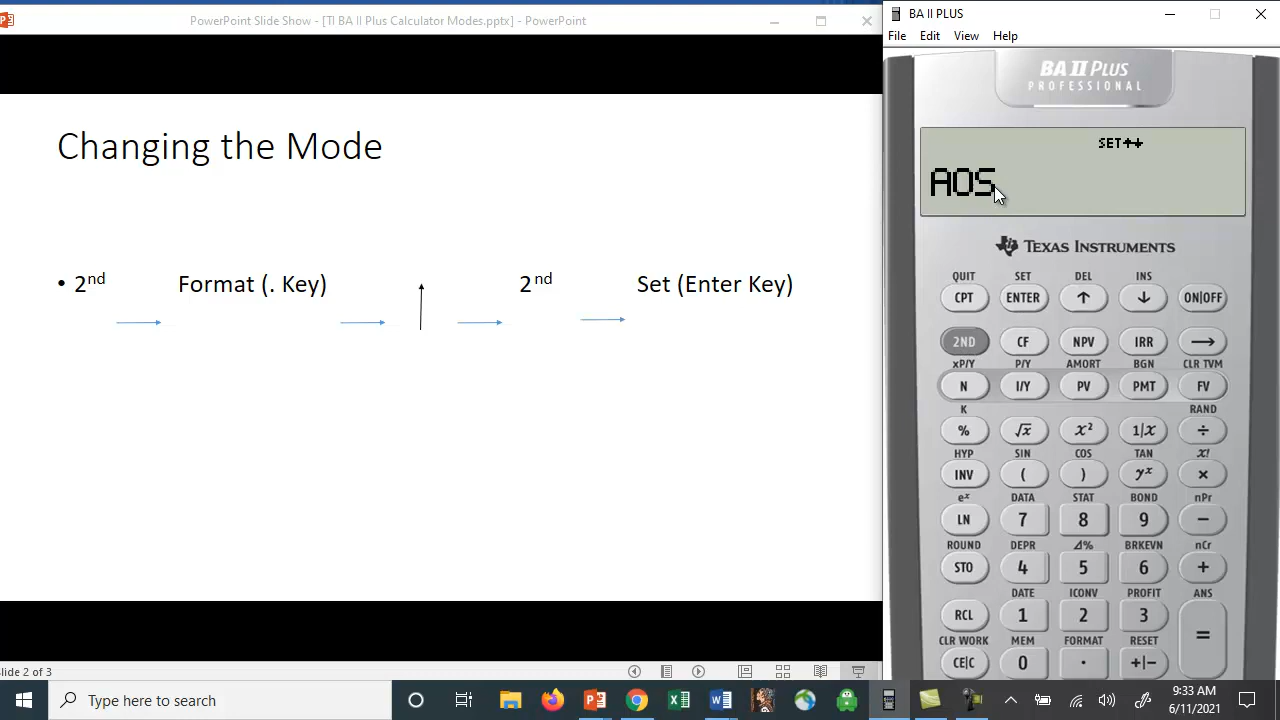 PowerPoint Slide Show - [TI BA II Plus Calculator Modes.pptx] - PowerPoint
Changing the Mode
• 2nd Format (. Key) 2nd Set (Enter Key)
Slide 2 of 3
BA II PLUS
File Edit View Help
BA II PLUS
PROFESSIONAL
SET↑↓
AOS
TEXAS INSTRUMENTS
QUIT SET DEL INS
CPT ENTER ↑ ↓ ON|OFF
2ND CF NPV IRR →
xP/Y P/Y AMORT BGN CLR TVM
N I/Y PV PMT FV
K RAND
% √x x² 1|x ÷
HYP SIN COS TAN x!
INV ( ) yˣ ×
eˣ DATA STAT BOND nPr
LN 7 8 9 −
ROUND DEPR Δ% BRKEVN nCr
STO 4 5 6 +
DATE ICONV PROFIT ANS
RCL 1 2 3 =
CLR WORK MEM FORMAT RESET
CE|C 0 . +|−
Type here to search
9:33 AM
6/11/2021